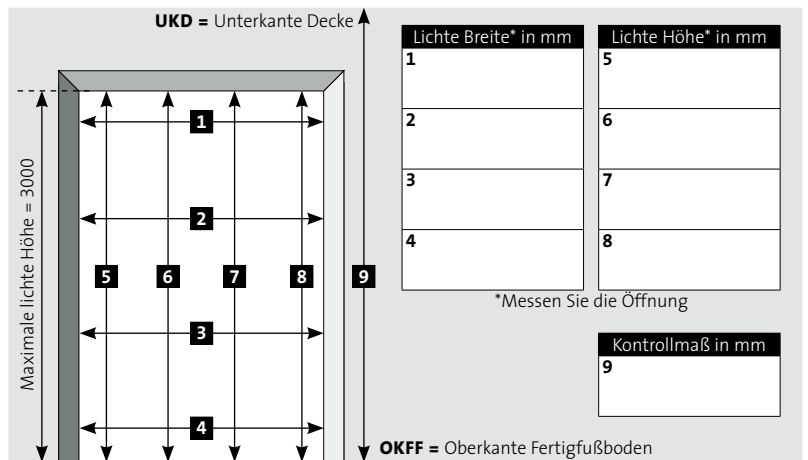 UKD = Unterkante Decke
Maximale lichte Höhe = 3000
1
2
5 6 7 8 9
3
4
OKFF = Oberkante Fertigfußboden
Lichte Breite* in mm
1
2
3
4
Lichte Höhe* in mm
5
6
7
8
*Messen Sie die Öffnung
Kontrollmaß in mm
9